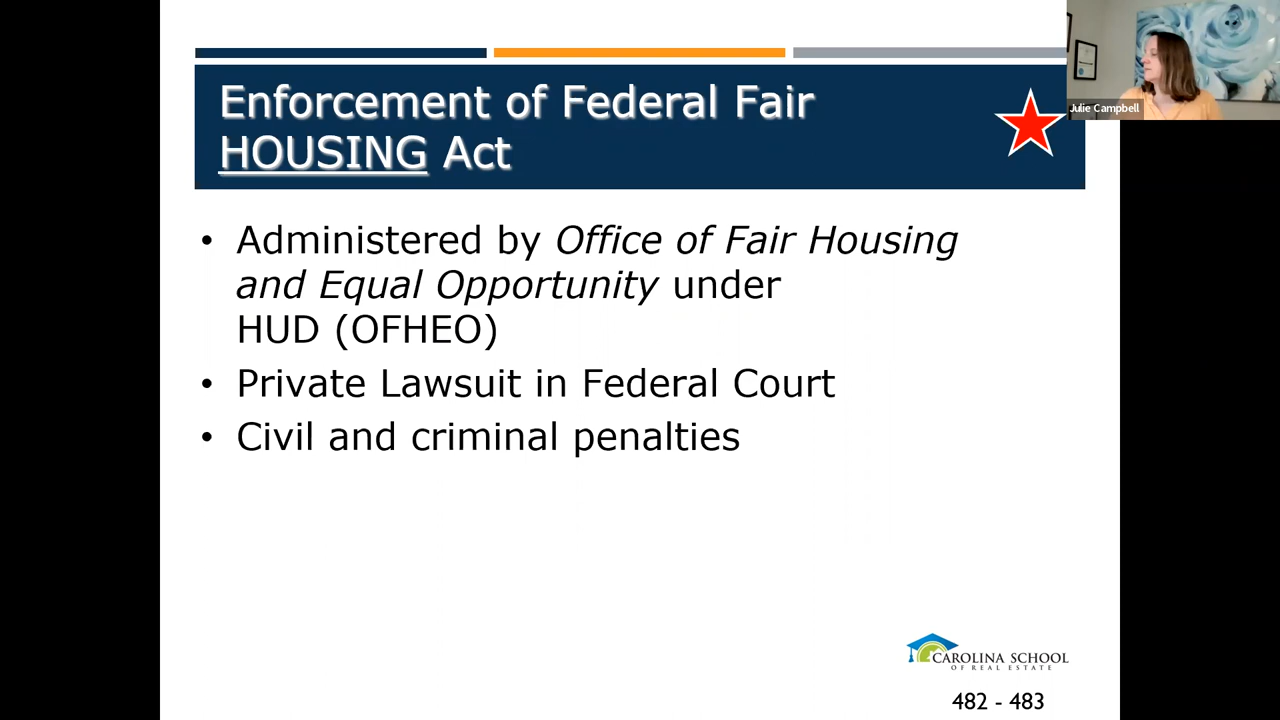 Enforcement of Federal Fair
HOUSING Act
Julie Campbell
• Administered by Office of Fair Housing
and Equal Opportunity under
HUD (OFHEO)
• Private Lawsuit in Federal Court
• Civil and criminal penalties
CAROLINA SCHOOL
OF REAL ESTATE
482 - 483